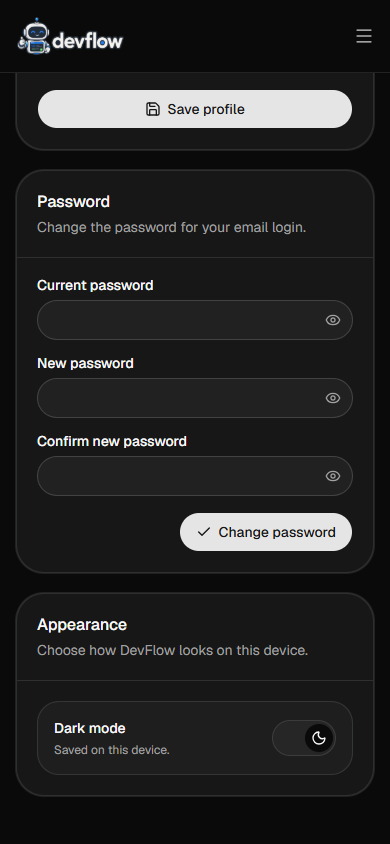 devflow
Save profile
Password
Change the password for your email login.
Current password
New password
Confirm new password
Change password
Appearance
Choose how DevFlow looks on this device.
Dark mode
Saved on this device.